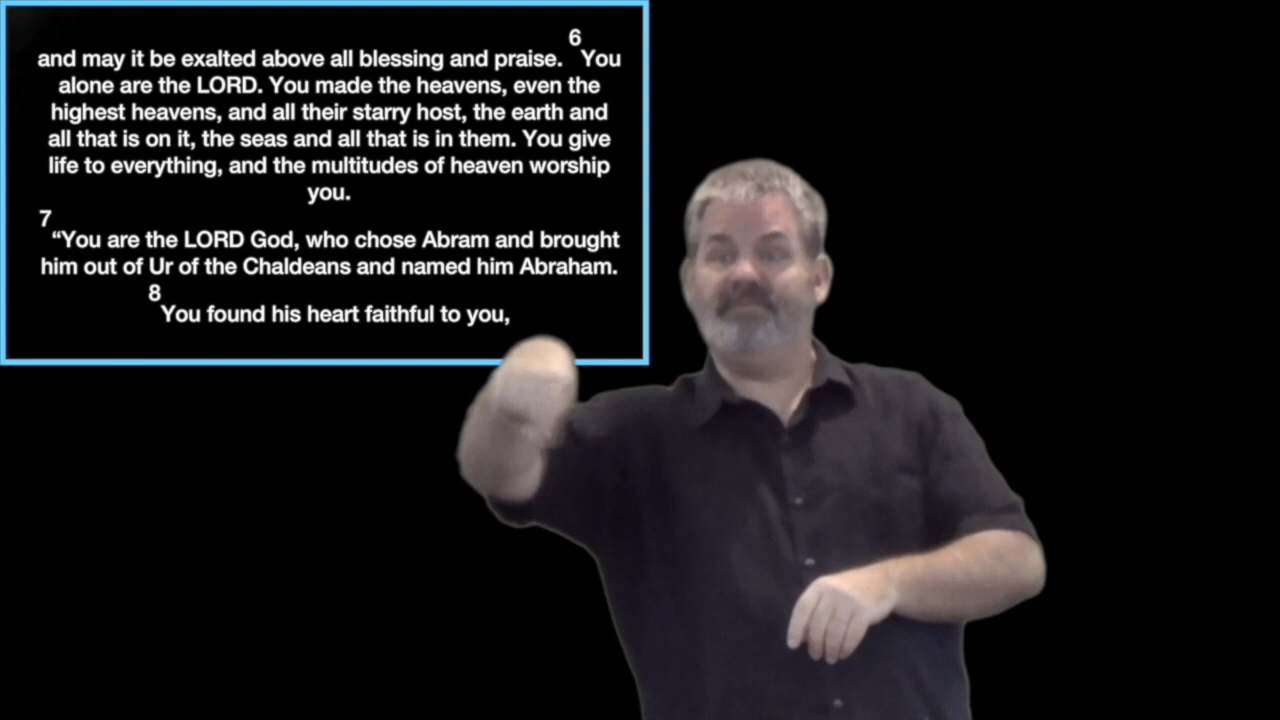 and may it be exalted above all blessing and praise. 6 You
alone are the LORD. You made the heavens, even the
highest heavens, and all their starry host, the earth and
all that is on it, the seas and all that is in them. You give
life to everything, and the multitudes of heaven worship
you.
7 “You are the LORD God, who chose Abram and brought
him out of Ur of the Chaldeans and named him Abraham.
8 You found his heart faithful to you,